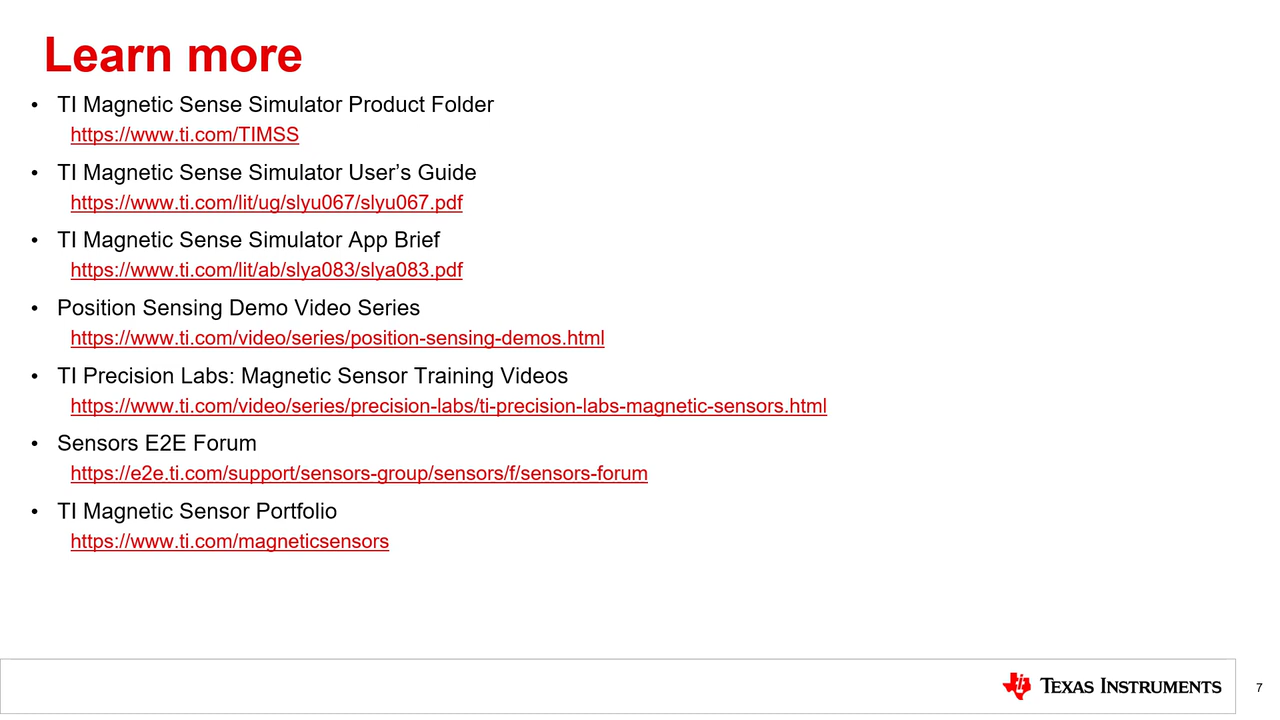 Learn more
• TI Magnetic Sense Simulator Product Folder
https://www.ti.com/TIMSS
• TI Magnetic Sense Simulator User’s Guide
https://www.ti.com/lit/ug/slyu067/slyu067.pdf
• TI Magnetic Sense Simulator App Brief
https://www.ti.com/lit/ab/slya083/slya083.pdf
• Position Sensing Demo Video Series
https://www.ti.com/video/series/position-sensing-demos.html
• TI Precision Labs: Magnetic Sensor Training Videos
https://www.ti.com/video/series/precision-labs/ti-precision-labs-magnetic-sensors.html
• Sensors E2E Forum
https://e2e.ti.com/support/sensors-group/sensors/f/sensors-forum
• TI Magnetic Sensor Portfolio
https://www.ti.com/magneticsensors
TEXAS INSTRUMENTS
7